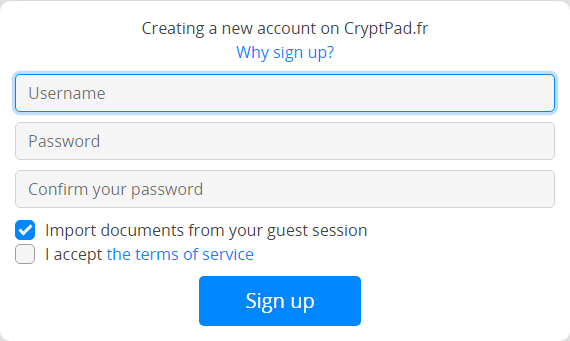 Creating a new account on CryptPad.fr
Why sign up?
Username
Password
Confirm your password
Import documents from your guest session
I accept the terms of service
Sign up